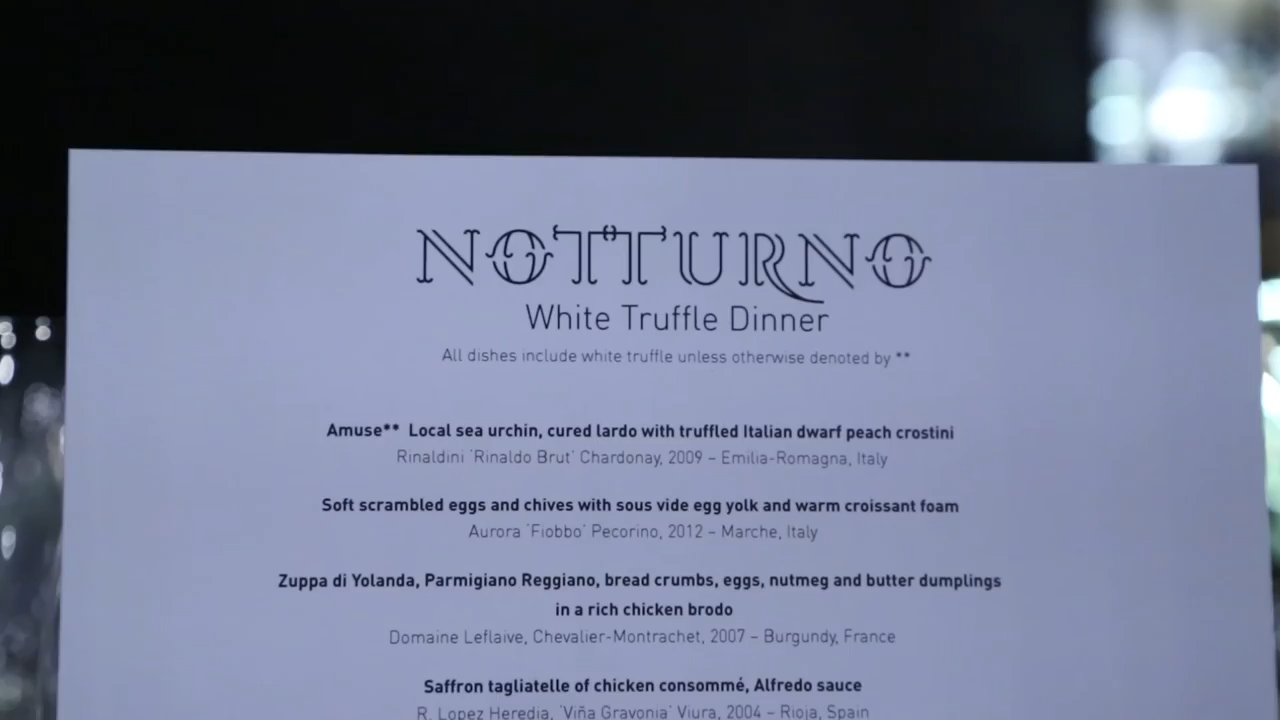 NOTTURNO
White Truffle Dinner
All dishes include white truffle unless otherwise denoted by **
Amuse** Local sea urchin, cured lardo with truffled Italian dwarf peach crostini
Rinaldini 'Rinaldo Brut' Chardonay, 2009 – Emilia-Romagna, Italy
Soft scrambled eggs and chives with sous vide egg yolk and warm croissant foam
Aurora 'Fiobbo' Pecorino, 2012 – Marche, Italy
Zuppa di Yolanda, Parmigiano Reggiano, bread crumbs, eggs, nutmeg and butter dumplings
in a rich chicken brodo
Domaine Leflaive, Chevalier-Montrachet, 2007 – Burgundy, France
Saffron tagliatelle of chicken consommé, Alfredo sauce
R. Lopez Heredia, 'Viña Gravonia' Viura, 2004 – Rioja, Spain